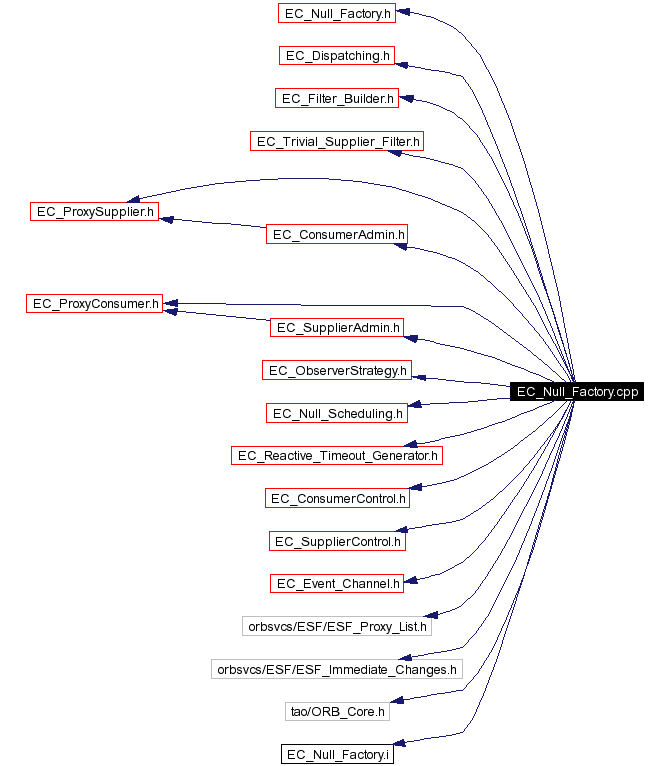 EC_Null_Factory.h
EC_Dispatching.h
EC_Filter_Builder.h
EC_Trivial_Supplier_Filter.h
EC_ProxySupplier.h
EC_ConsumerAdmin.h
EC_ProxyConsumer.h
EC_SupplierAdmin.h
EC_ObserverStrategy.h
EC_Null_Factory.cpp
EC_Null_Scheduling.h
EC_Reactive_Timeout_Generator.h
EC_ConsumerControl.h
EC_SupplierControl.h
EC_Event_Channel.h
orbsvcs/ESF/ESF_Proxy_List.h
orbsvcs/ESF/ESF_Immediate_Changes.h
tao/ORB_Core.h
EC_Null_Factory.i